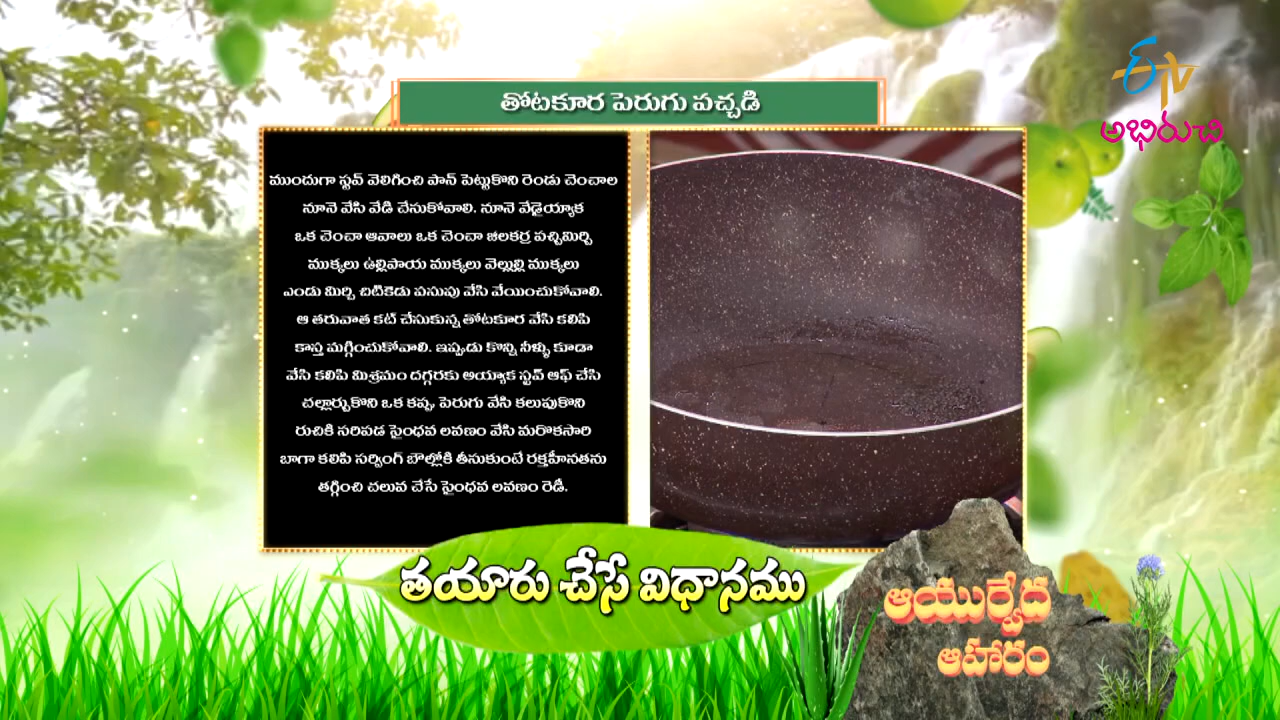 తోటకూర పెరుగు పచ్చడి
ETV
అభిరుచి
ముందుగా స్టవ్ వెలిగించి పాన్ పెట్టుకొని రెండు చెంచాల
నూనె వేసి వేడి చేసుకోవాలి. నూనె వేడైయ్యాక
ఒక చెంచా ఆవాలు ఒక చెంచా జీలకర్ర పచ్చిమిర్చి
ముక్కలు ఉల్లిపాయ ముక్కలు వెల్లుల్లి ముక్కలు
ఎండు మిర్చి చిటికెడు పసుపు వేసి వేయించుకోవాలి.
ఆ తరువాత కట్ చేసుకున్న తోటకూర వేసి కలిపి
కాస్త మగ్గించుకోవాలి. ఇప్పుడు కొన్ని నీళ్ళు కూడా
వేసి కలిపి మిశ్రమం దగ్గరకు అయ్యాక స్టవ్ ఆఫ్ చేసి
చల్లార్చుకొని ఒక కప్పు పెరుగు వేసి కలుపుకొని
రుచికి సరిపడ సైంధవ లవణం వేసి మరొకసారి
బాగా కలిపి సర్వింగ్ బౌల్లోకి తీసుకుంటే రక్తహీనతను
తగ్గించి చలువ చేసే సైంధవ లవణం రెడీ.
తయారు చేసే విధానము
ఆయుర్వేద
ఆహారం